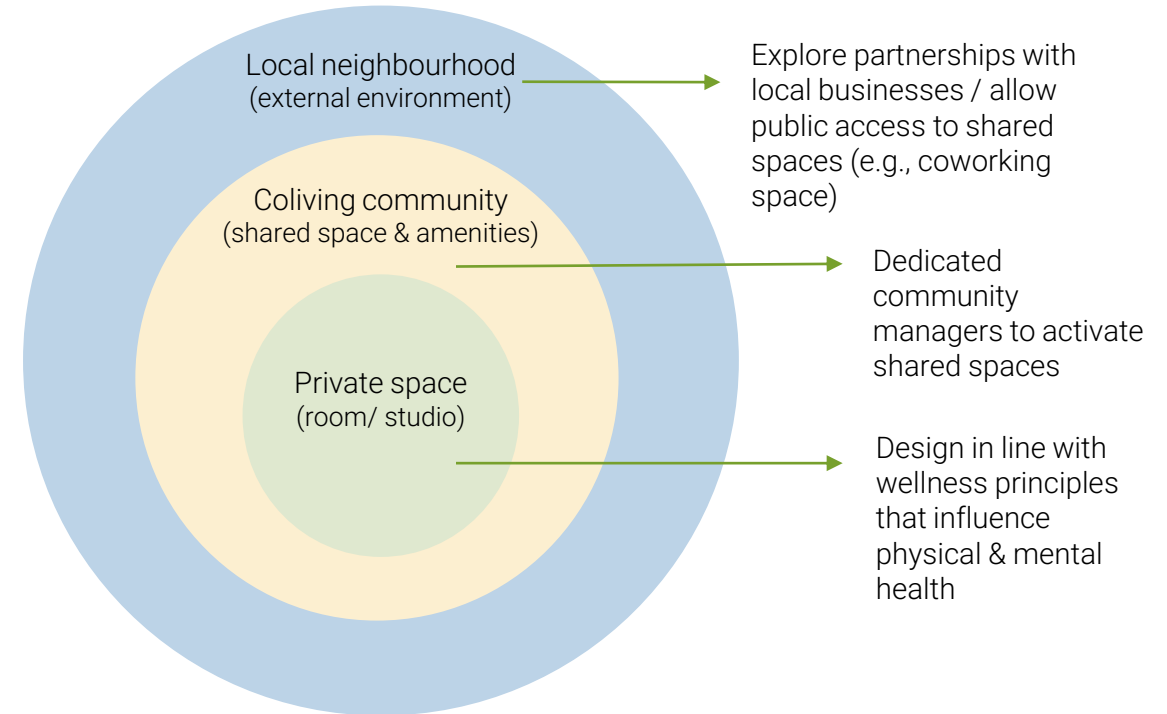 Local neighbourhood
(external environment)
Explore partnerships with
local businesses / allow
public access to shared
spaces (e.g., coworking
space)
Coliving community
(shared space & amenities)
Dedicated
community
managers to activate
shared spaces
Private space
(room/ studio)
Design in line with
wellness principles
that influence
physical & mental
health